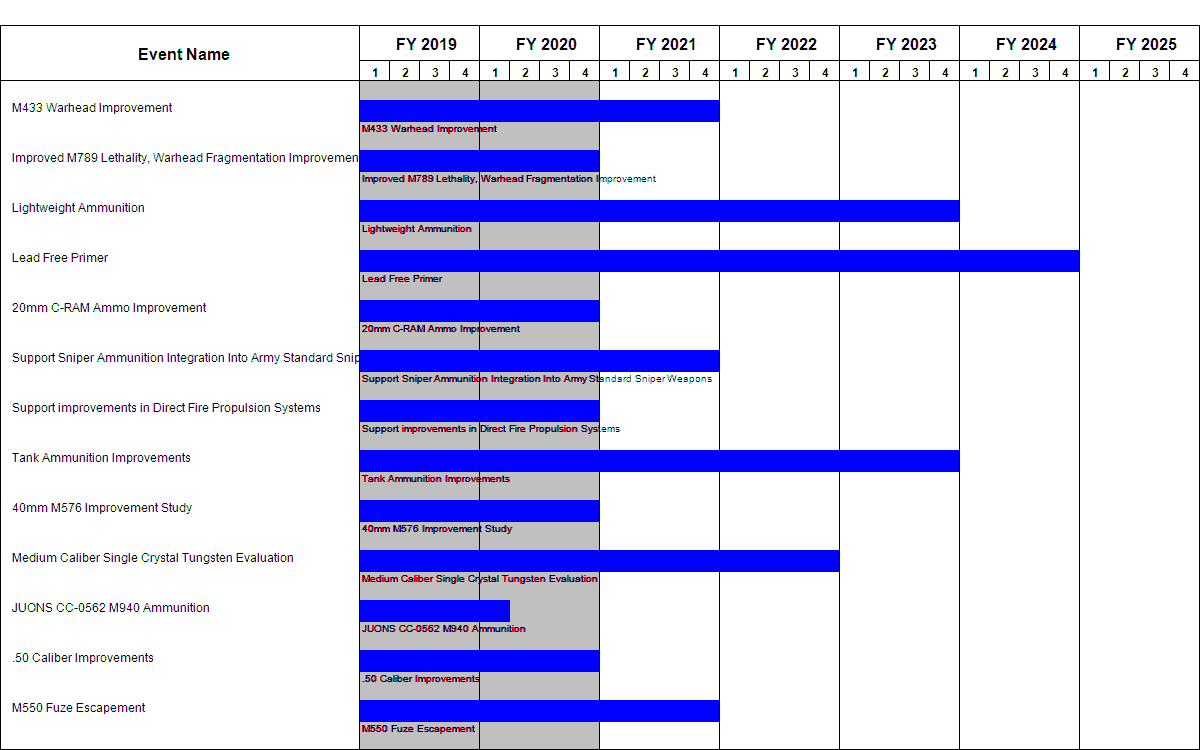 Event Name
FY 2019 FY 2020 FY 2021 FY 2022 FY 2023 FY 2024 FY 2025
1 2 3 4 1 2 3 4 1 2 3 4 1 2 3 4 1 2 3 4 1 2 3 4 1 2 3 4
M433 Warhead Improvement
M433 Warhead Improvement
Improved M789 Lethality, Warhead Fragmentation Improvemen
Improved M789 Lethality, Warhead Fragmentation Improvement
Lightweight Ammunition
Lightweight Ammunition
Lead Free Primer
Lead Free Primer
20mm C-RAM Ammo Improvement
20mm C-RAM Ammo Improvement
Support Sniper Ammunition Integration Into Army Standard Snip
Support Sniper Ammunition Integration Into Army Standard Sniper Weapons
Support improvements in Direct Fire Propulsion Systems
Support improvements in Direct Fire Propulsion Systems
Tank Ammunition Improvements
Tank Ammunition Improvements
40mm M576 Improvement Study
40mm M576 Improvement Study
Medium Caliber Single Crystal Tungsten Evaluation
Medium Caliber Single Crystal Tungsten Evaluation
JUONS CC-0562 M940 Ammunition
JUONS CC-0562 M940 Ammunition
.50 Caliber Improvements
.50 Caliber Improvements
M550 Fuze Escapement
M550 Fuze Escapement